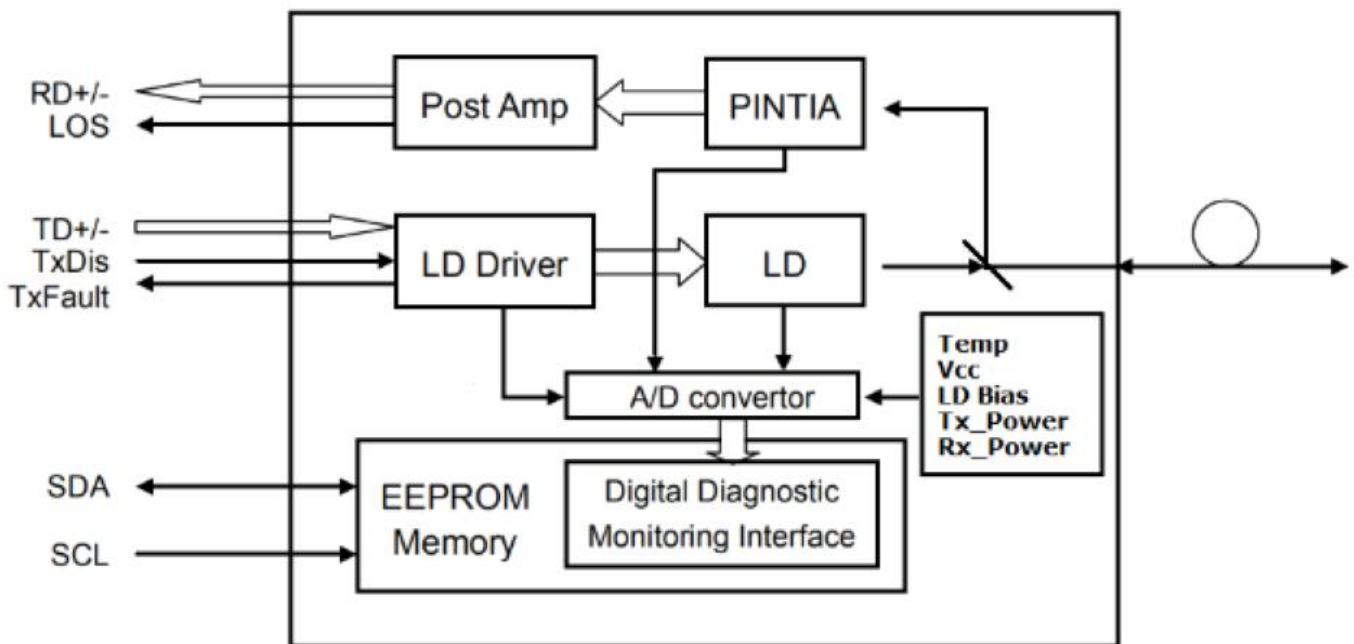 RD+/-
LOS
Post Amp
PINTIA
TD+/-
TxDis
TxFault
LD Driver
LD
Temp
Vcc
LD Bias
Tx_Power
Rx_Power
A/D convertor
SDA
SCL
EEPROM
Memory
Digital Diagnostic
Monitoring Interface